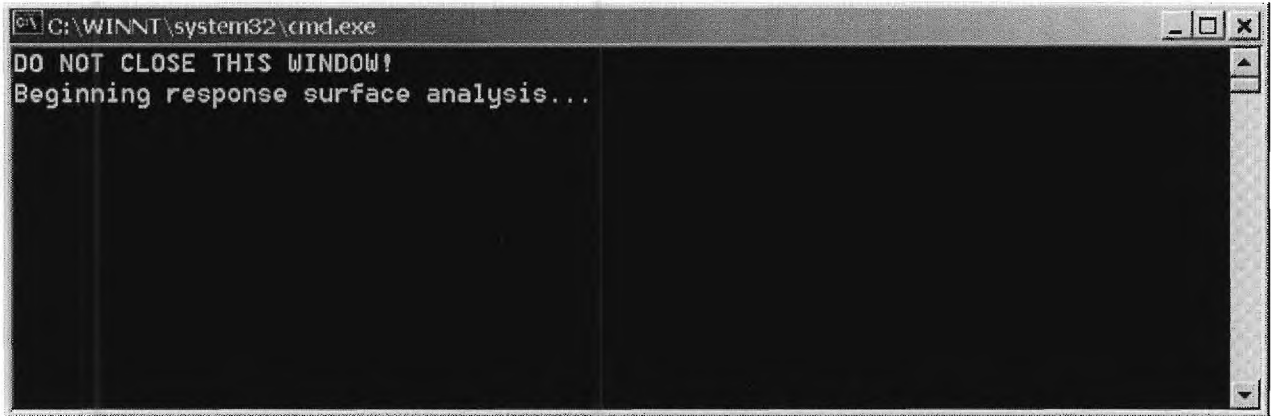 C:\WINNT\system32\cmd.exe
DO NOT CLOSE THIS WINDOW!
Beginning response surface analysis...